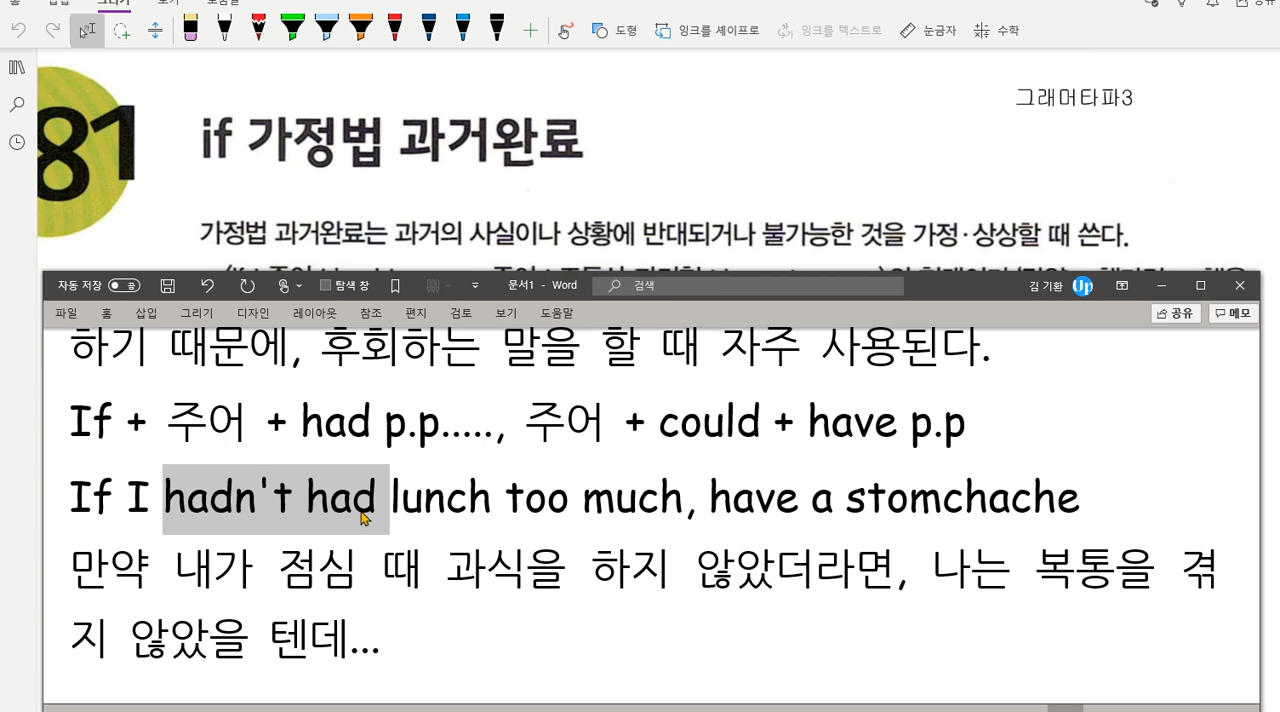 도형
잉크를 셰이프로
잉크를 텍스트로
눈금자
수학
그래머타파3
81
if 가정법 과거완료
가정법 과거완료는 과거의 사실이나 상황에 반대되거나 불가능한 것을 가정·상상할 때 쓴다.
자동 저장 끔
탐색 창
문서1 - Word
검색
김 기환
Up
파일 홈 삽입 그리기 디자인 레이아웃 참조 편지 검토 보기 도움말
공유 메모
하기 때문에, 후회하는 말을 할 때 자주 사용된다.
If + 주어 + had p.p....., 주어 + could + have p.p
If I hadn't had lunch too much, have a stomchache
만약 내가 점심 때 과식을 하지 않았더라면, 나는 복통을 겪
지 않았을 텐데...